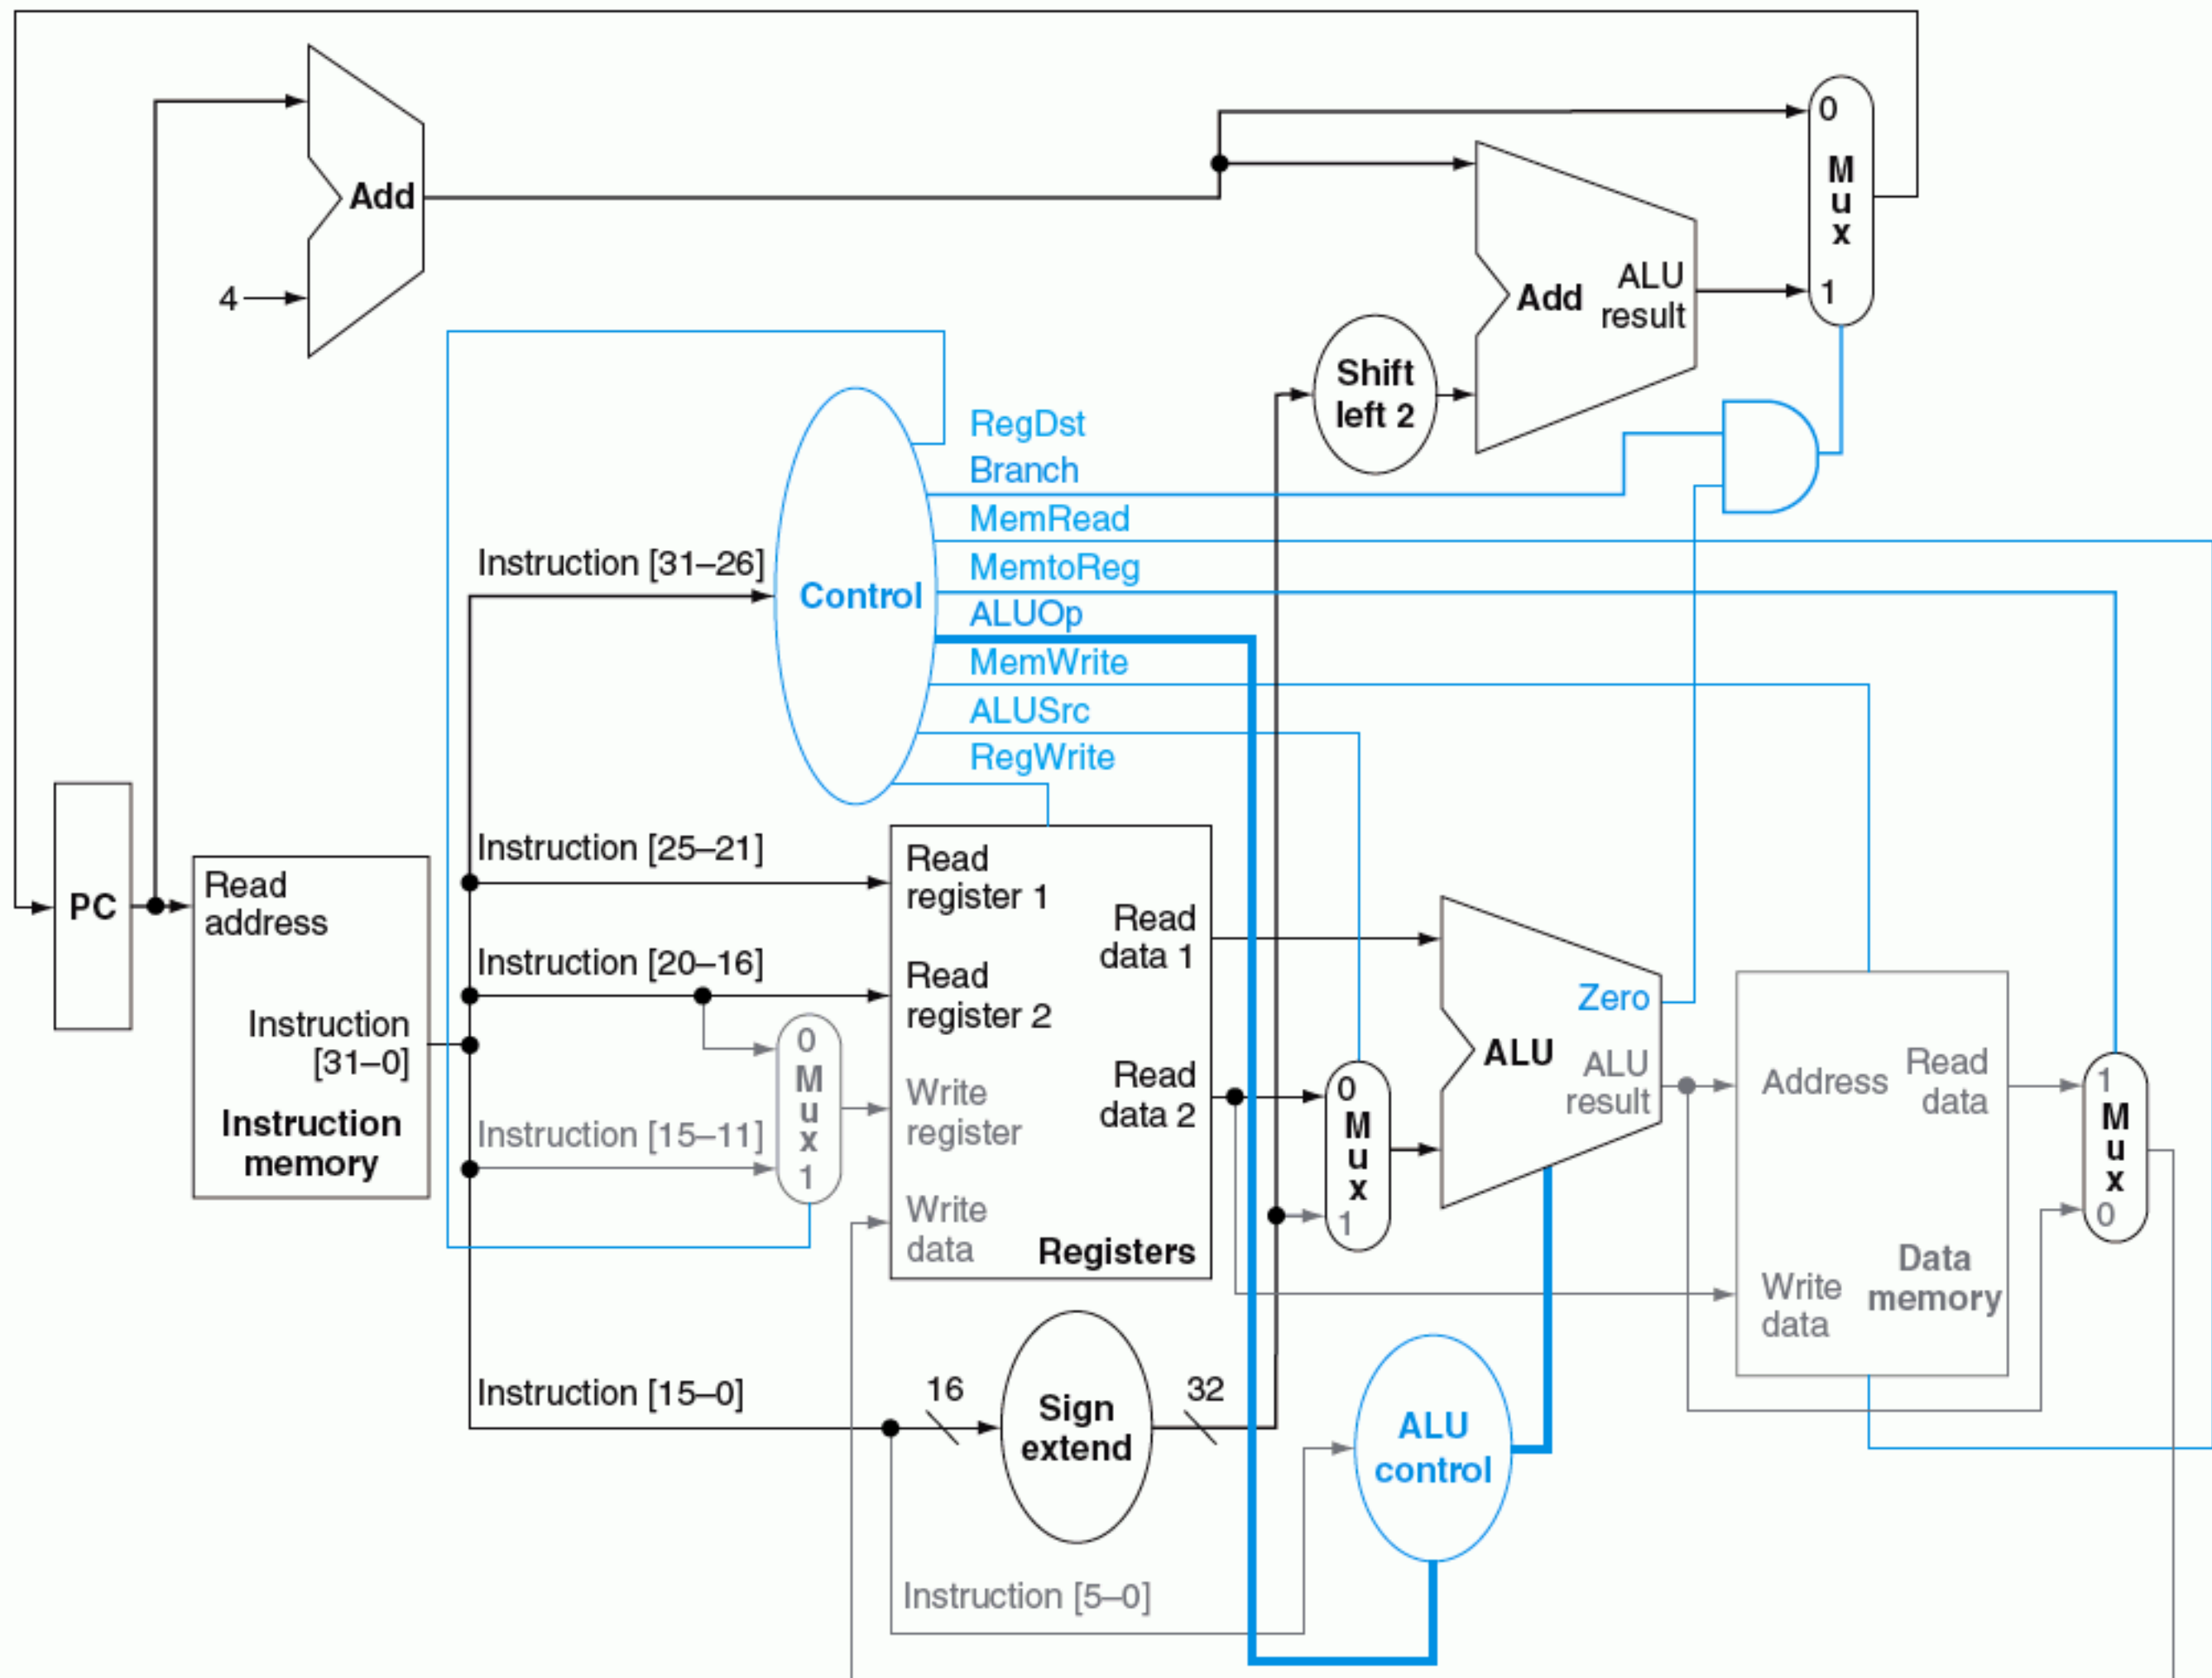 0
M
u
x
1
Add
4
Add
ALU
result
Shift
left 2
RegDst
Branch
MemRead
MemtoReg
ALUOp
MemWrite
ALUSrc
RegWrite
Control
Instruction [31–26]
Instruction [25–21]
Instruction [20–16]
Instruction [15–11]
Instruction [15–0]
Instruction [5–0]
PC
Read
address
Instruction
[31–0]
Instruction
memory
0
M
u
x
1
Read
register 1
Read
register 2
Write
register
Write
data
Read
data 1
Read
data 2
Registers
16
Sign
extend
32
0
M
u
x
1
Zero
ALU
ALU
result
ALU
control
Address
Read
data
Write
data
Data
memory
1
M
u
x
0